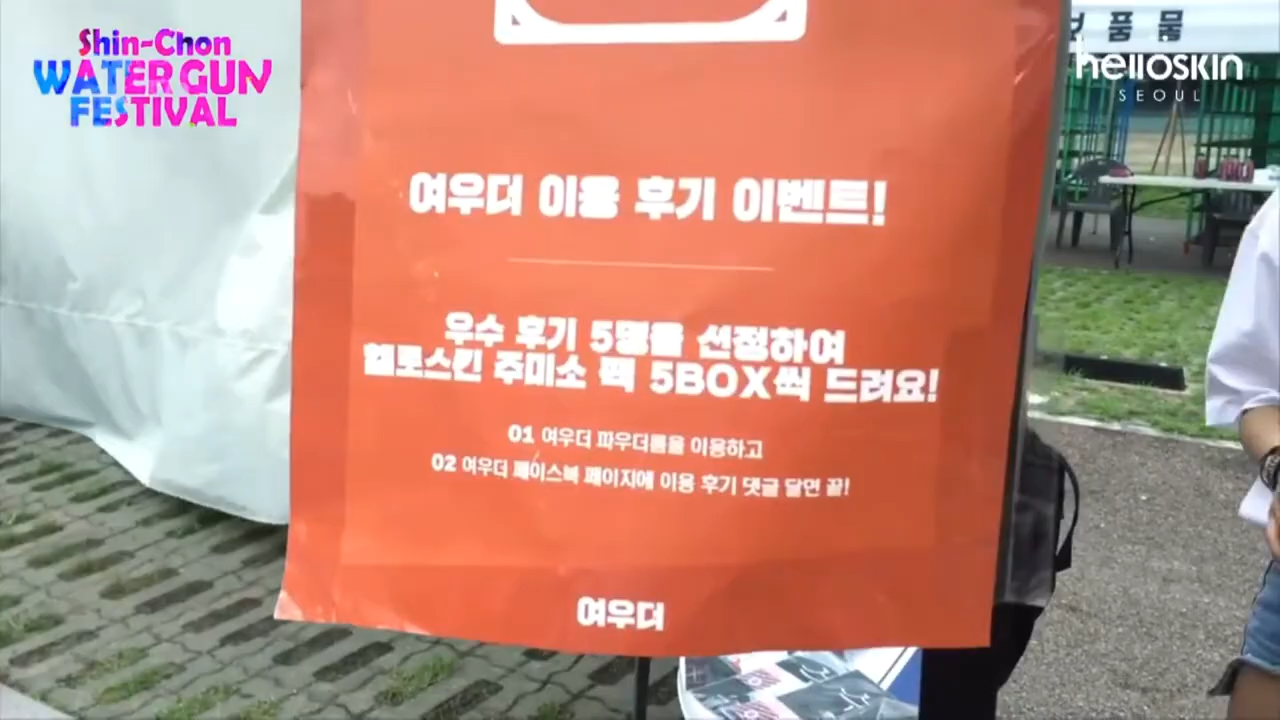 Shin-Chon
WATER GUN
FESTIVAL
품 물
helloskin
SEOUL
여우더 이용 후기 이벤트!
우수 후기 5명을 선정하여
헬로스킨 주미소 팩 5BOX씩 드려요!
01 여우더 파우더룸을 이용하고
02 여우더 페이스북 페이지에 이용 후기 댓글 달면 끝!
여우더